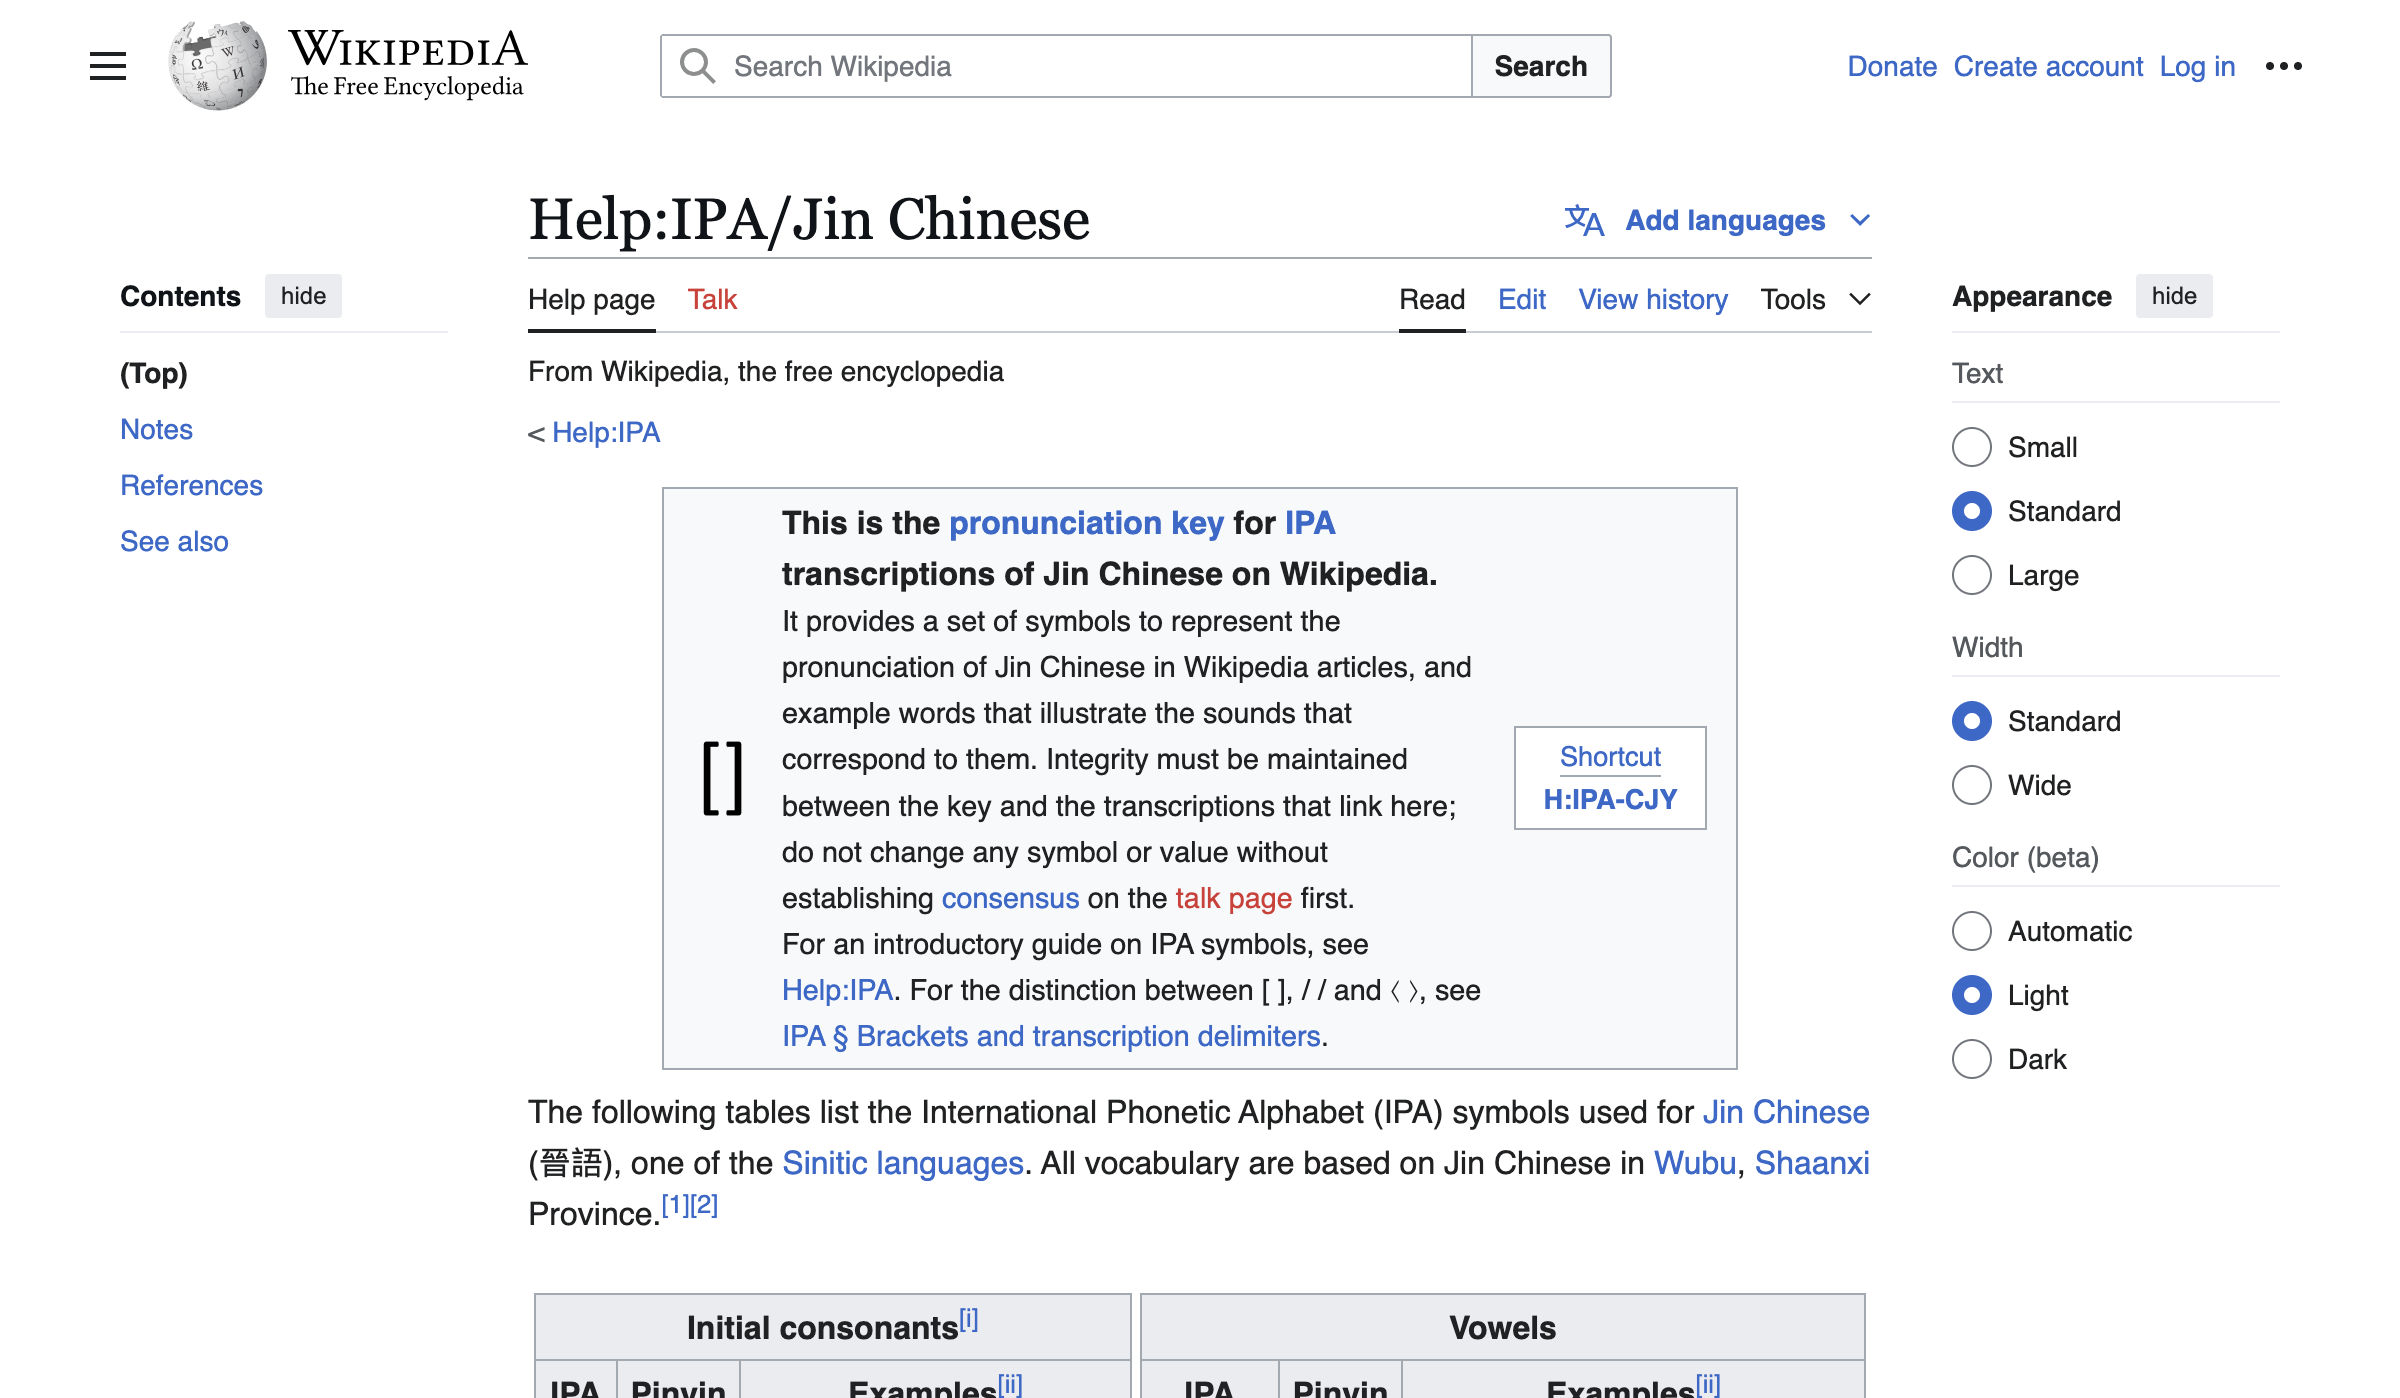 WIKIPEDIA
The Free Encyclopedia
Search Wikipedia
Search
Donate Create account Log in
Help:IPA/Jin Chinese
Add languages
Contents hide
(Top)
Notes
References
See also
Help page Talk
Read Edit View history Tools
From Wikipedia, the free encyclopedia
< Help:IPA
[]
This is the pronunciation key for IPA
transcriptions of Jin Chinese on Wikipedia.
It provides a set of symbols to represent the
pronunciation of Jin Chinese in Wikipedia articles, and
example words that illustrate the sounds that
correspond to them. Integrity must be maintained
between the key and the transcriptions that link here;
do not change any symbol or value without
establishing consensus on the talk page first.
For an introductory guide on IPA symbols, see
Help:IPA. For the distinction between [ ], / / and ⟨ ⟩, see
IPA § Brackets and transcription delimiters.
Shortcut
H:IPA-CJY
The following tables list the International Phonetic Alphabet (IPA) symbols used for Jin Chinese
(晉語), one of the Sinitic languages. All vocabulary are based on Jin Chinese in Wubu, Shaanxi
Province.[1][2]
Initial consonants[i]
IPA Pinyin Examples[ii]
Vowels
IPA Pinyin Examples[ii]
Appearance hide
Text
Small
Standard
Large
Width
Standard
Wide
Color (beta)
Automatic
Light
Dark